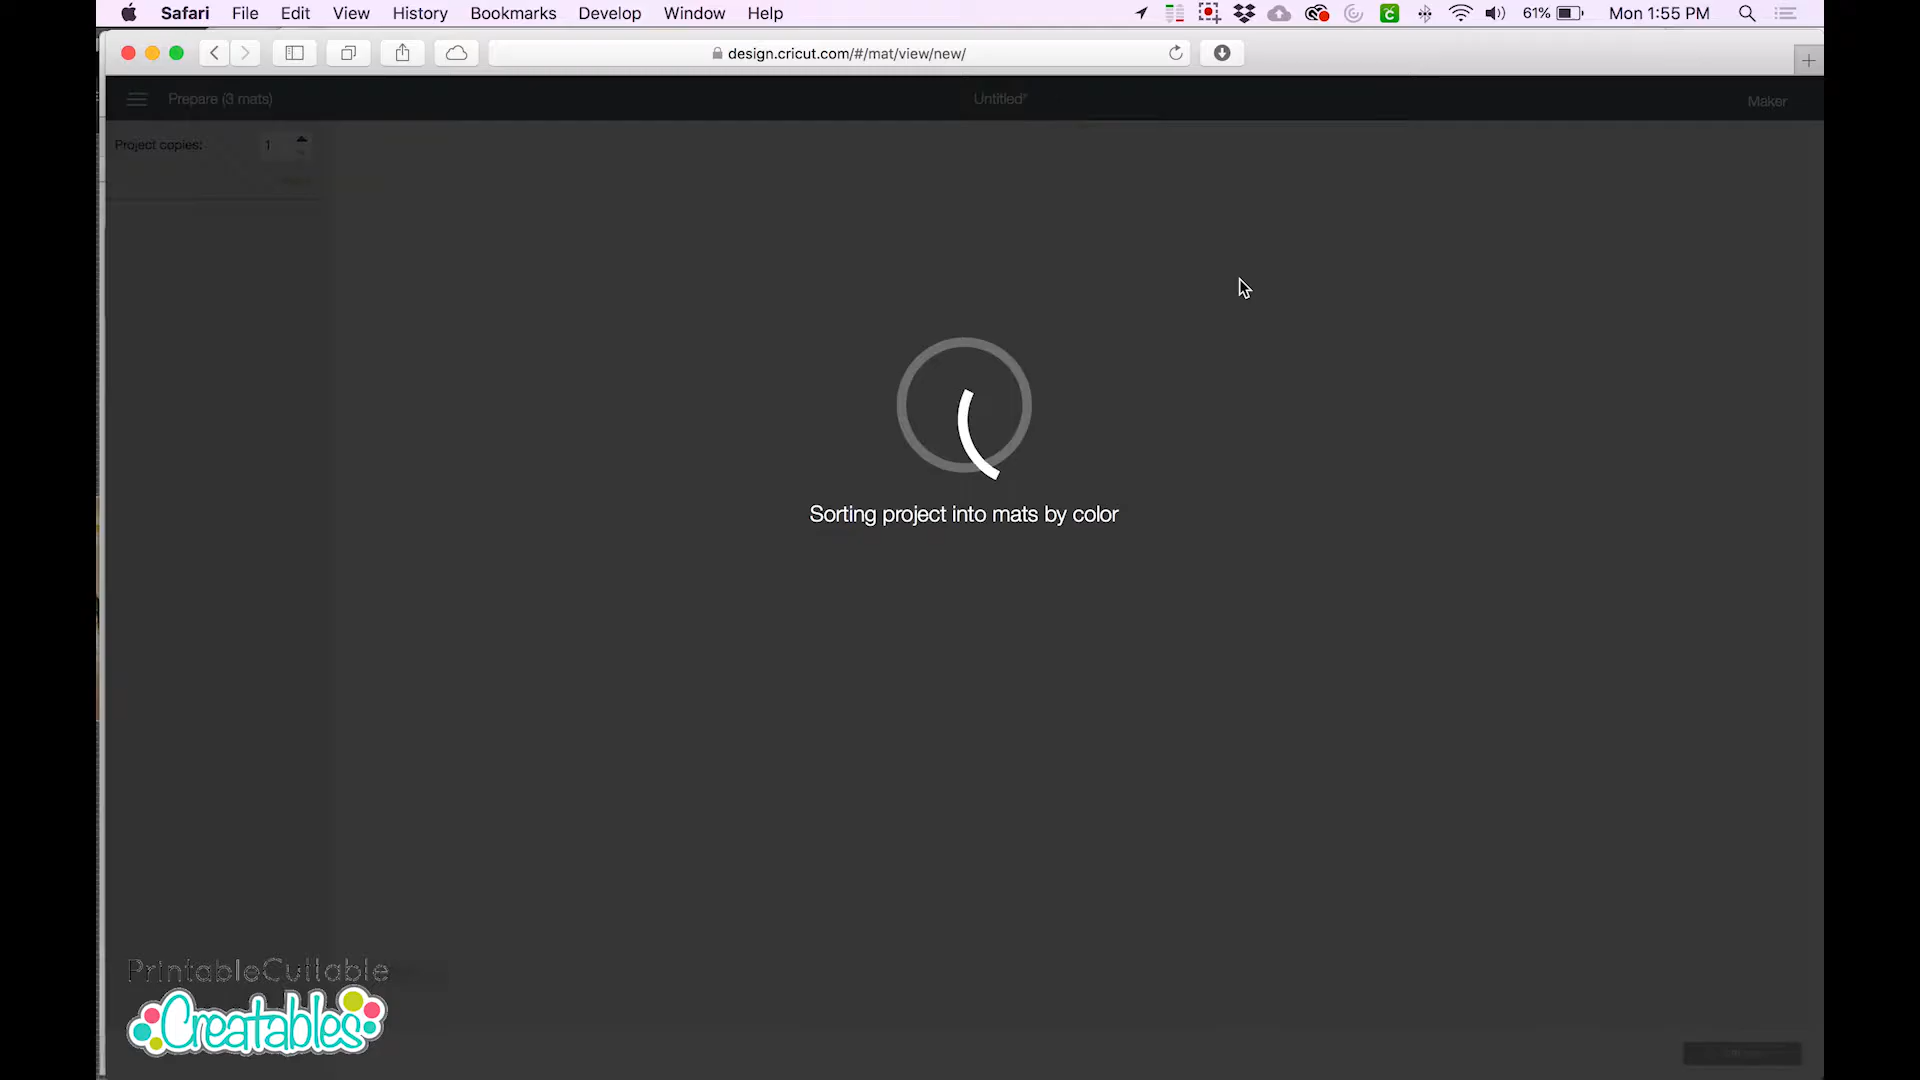 Safari File Edit View History Bookmarks Develop Window Help 61% Mon 1:55 PM
design.cricut.com/#/mat/view/new/
Prepare (3 mats) Untitled* Maker
Project copies: 1
Sorting project into mats by color
PrintableCuttable
Creatables